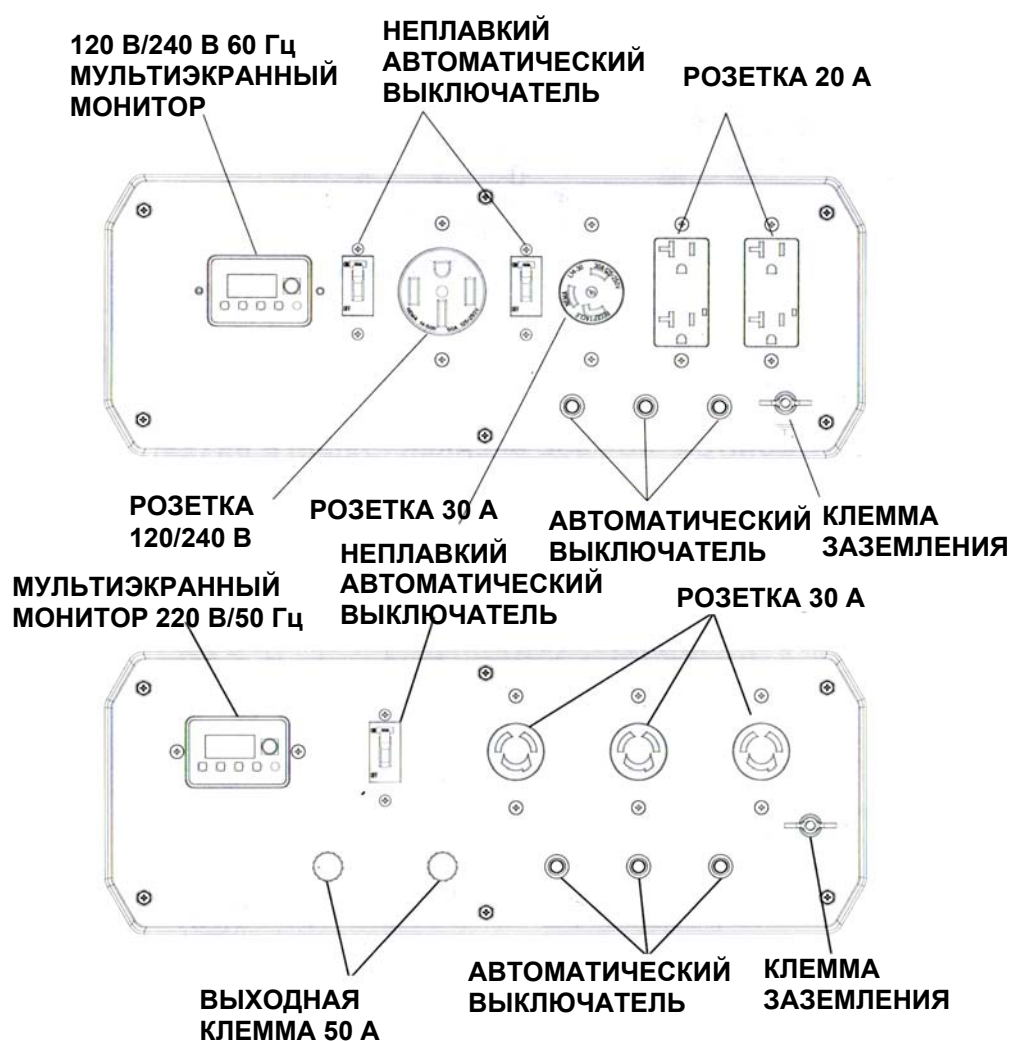 120 В/240 В 60 Гц
МУЛЬТИЭКРАННЫЙ
МОНИТОР
НЕПЛАВКИЙ
АВТОМАТИЧЕСКИЙ
ВЫКЛЮЧАТЕЛЬ
РОЗЕТКА 20 А
РОЗЕТКА
120/240 В
РОЗЕТКА 30 А
АВТОМАТИЧЕСКИЙ
ВЫКЛЮЧАТЕЛЬ
КЛЕММА
ЗАЗЕМЛЕНИЯ
МУЛЬТИЭКРАННЫЙ
МОНИТОР 220 В/50 Гц
НЕПЛАВКИЙ
АВТОМАТИЧЕСКИЙ
ВЫКЛЮЧАТЕЛЬ
РОЗЕТКА 30 А
ВЫХОДНАЯ
КЛЕММА 50 А
АВТОМАТИЧЕСКИЙ
ВЫКЛЮЧАТЕЛЬ
КЛЕММА
ЗАЗЕМЛЕНИЯ